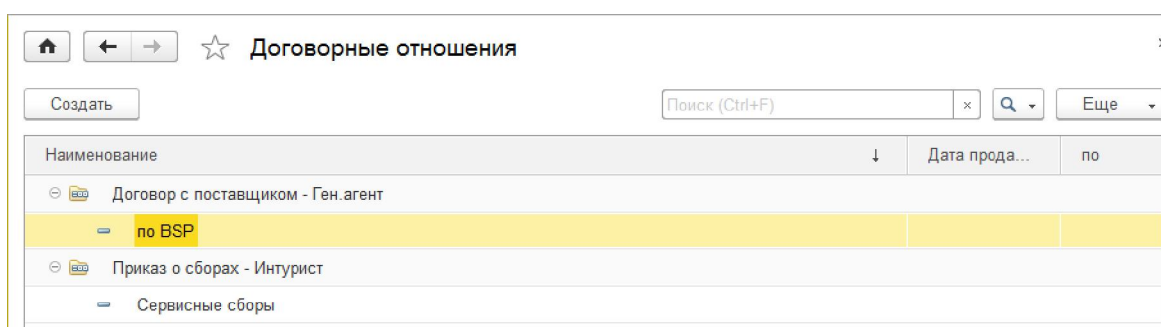 Договорные отношения
Создать Поиск (Ctrl+F) × Еще
Наименование ↓ Дата прода... по
Договор с поставщиком - Ген.агент
по BSP
Приказ о сборах - Интурист
Сервисные сборы